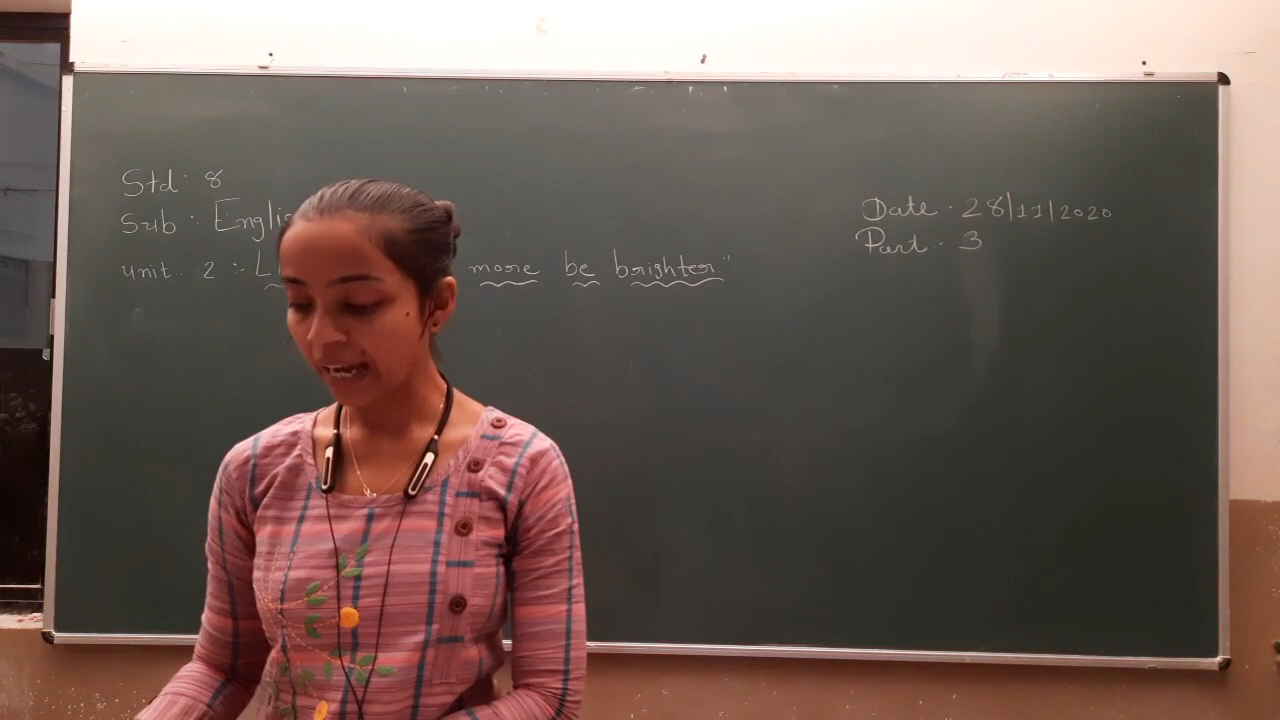 Std : 8
Sub : Englis
unit : 2 :- L more be brighter."
Date : 28/11/2020
Part : 3